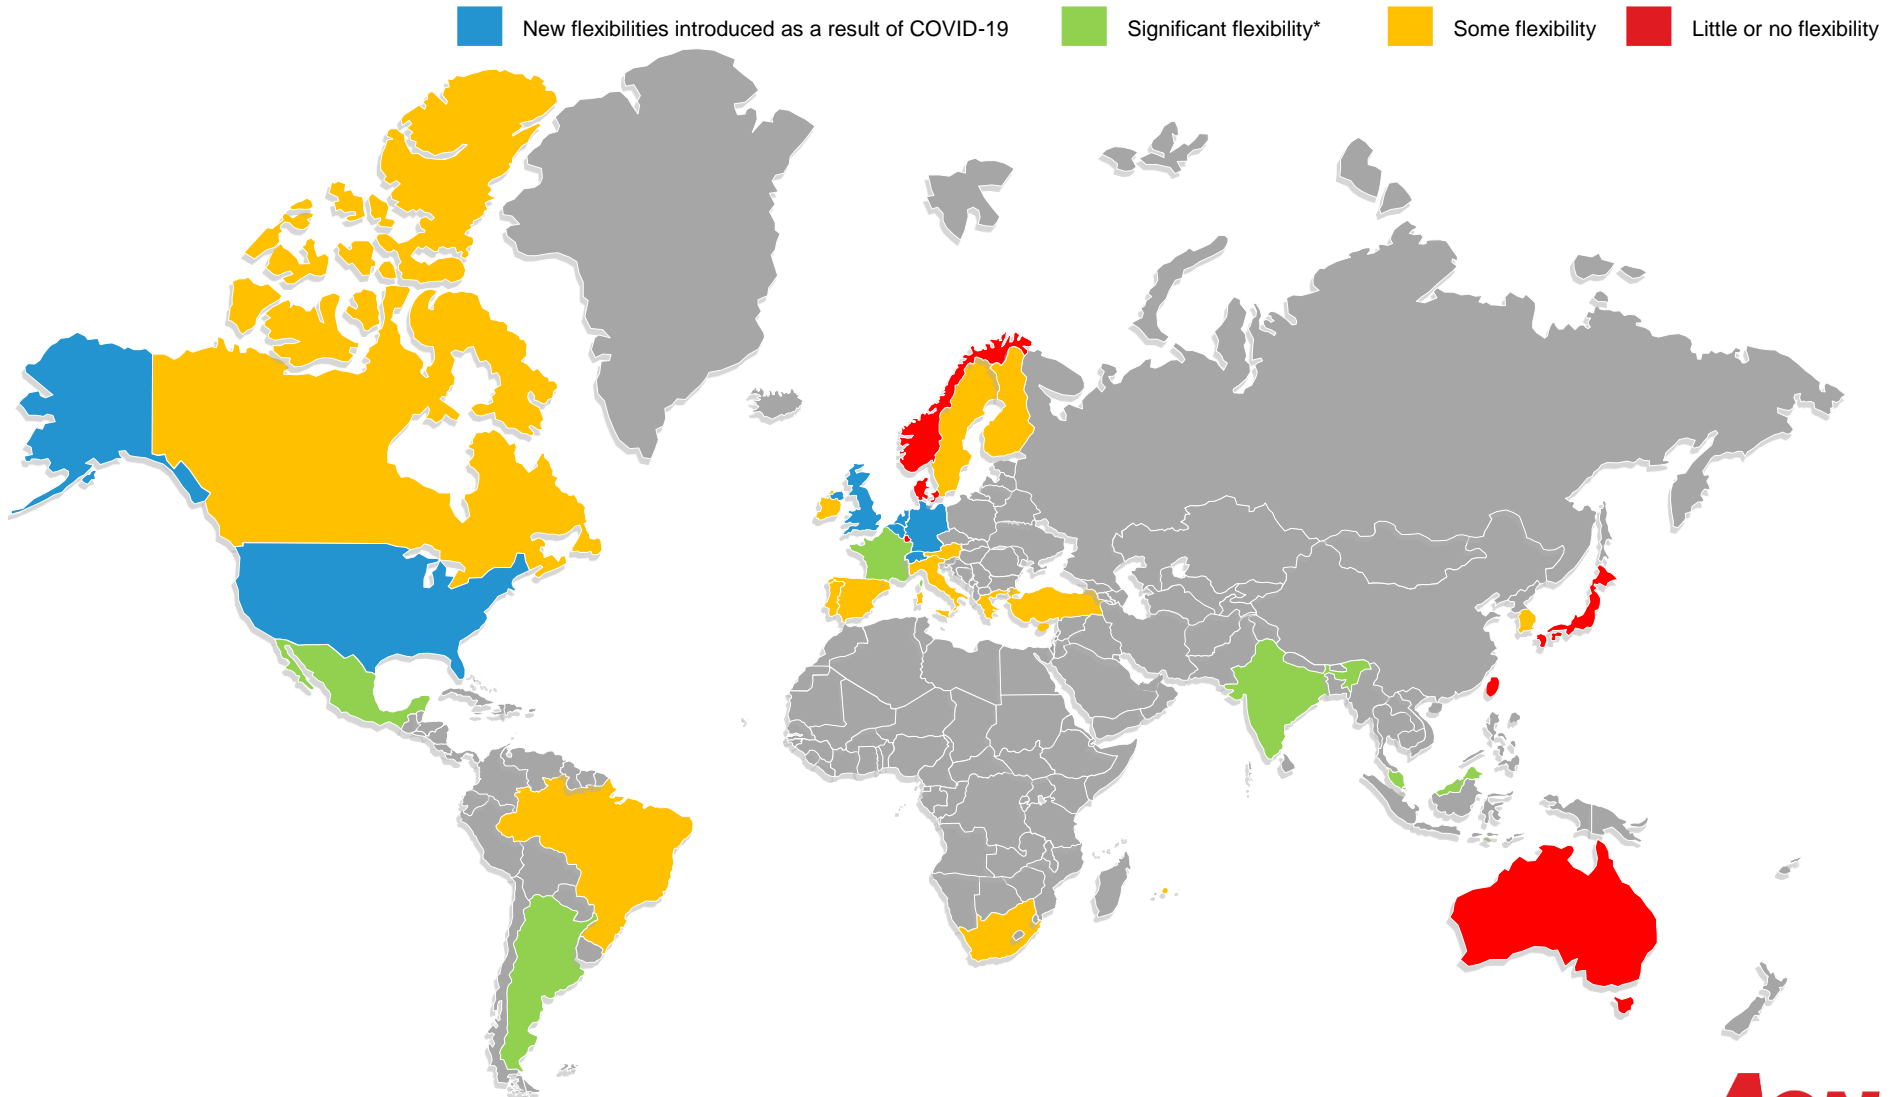 New flexibilities introduced as a result of COVID-19
Significant flexibility*
Some flexibility
Little or no flexibility